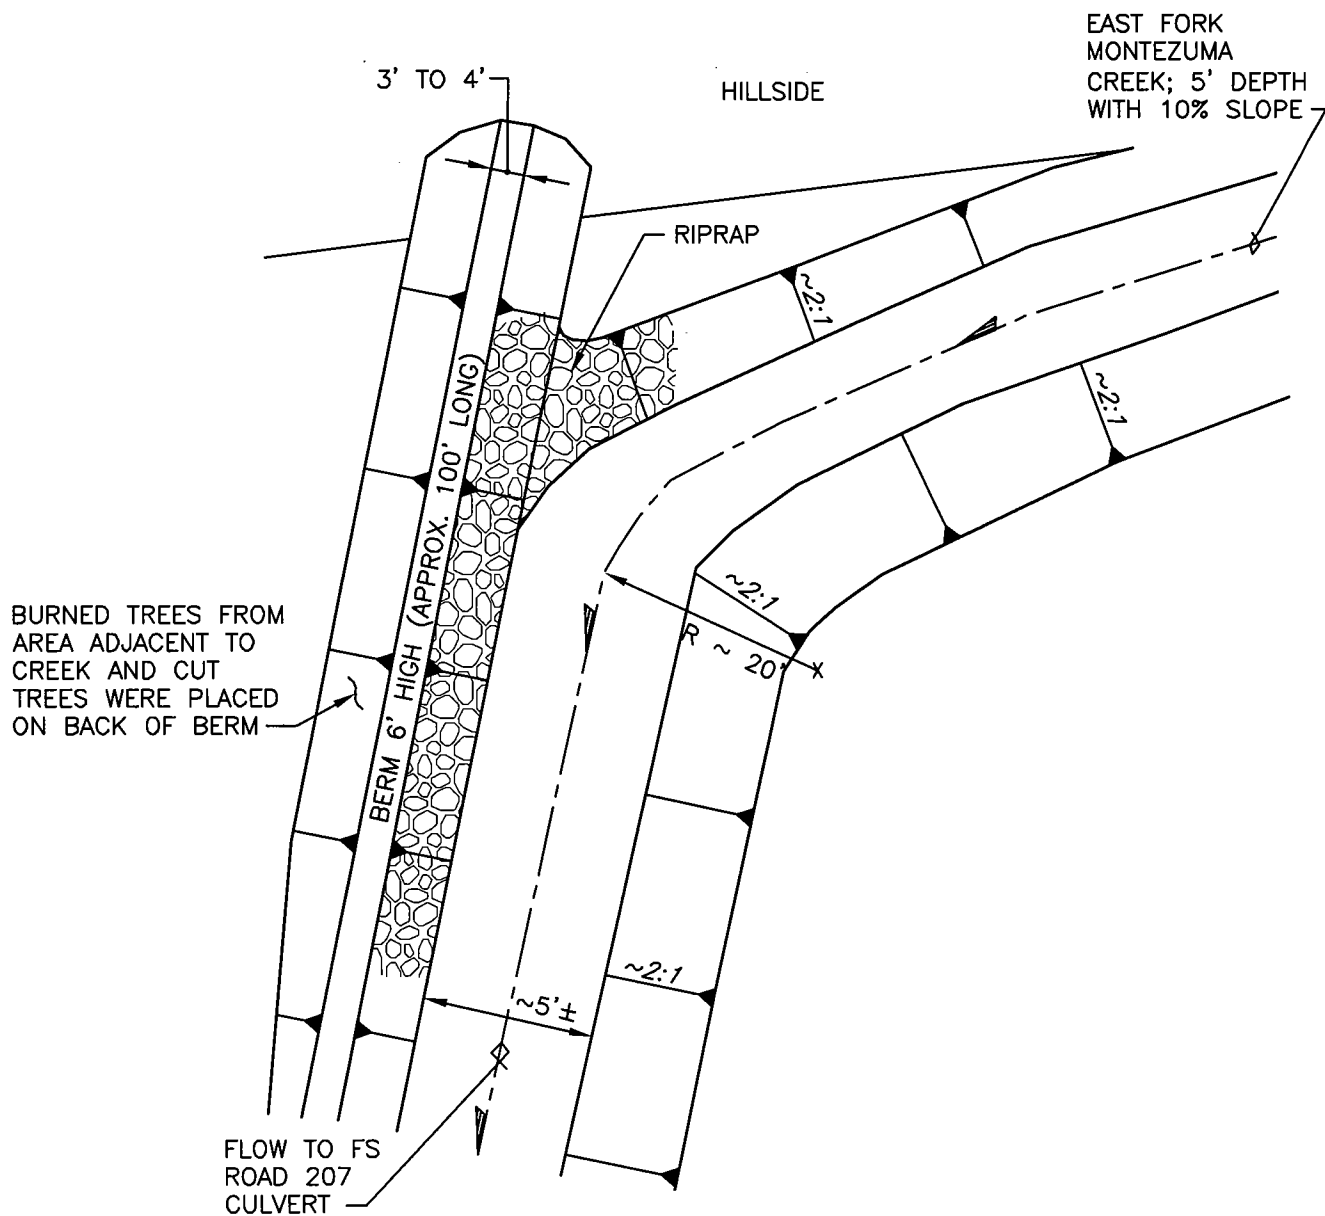 EAST FORK
MONTEZUMA
CREEK; 5' DEPTH
WITH 10% SLOPE
3' TO 4'
HILLSIDE
RIPRAP
~2:1
~2:1
BERM 6' HIGH (APPROX. 100' LONG)
~2:1
R ~ 20'
BURNED TREES FROM
AREA ADJACENT TO
CREEK AND CUT
TREES WERE PLACED
ON BACK OF BERM
~2:1
~5'±
FLOW TO FS
ROAD 207
CULVERT